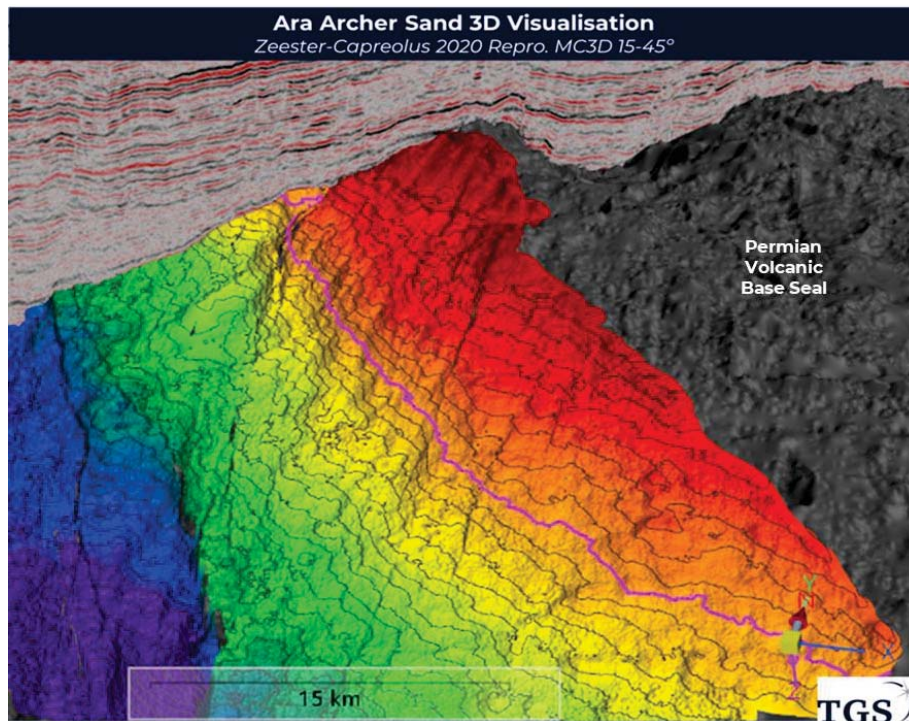 Ara Archer Sand 3D Visualisation
Zeester-Capreolus 2020 Repro. MC3D 15-45°
Permian
Volcanic
Base Seal
Y
X
15 km
TGS